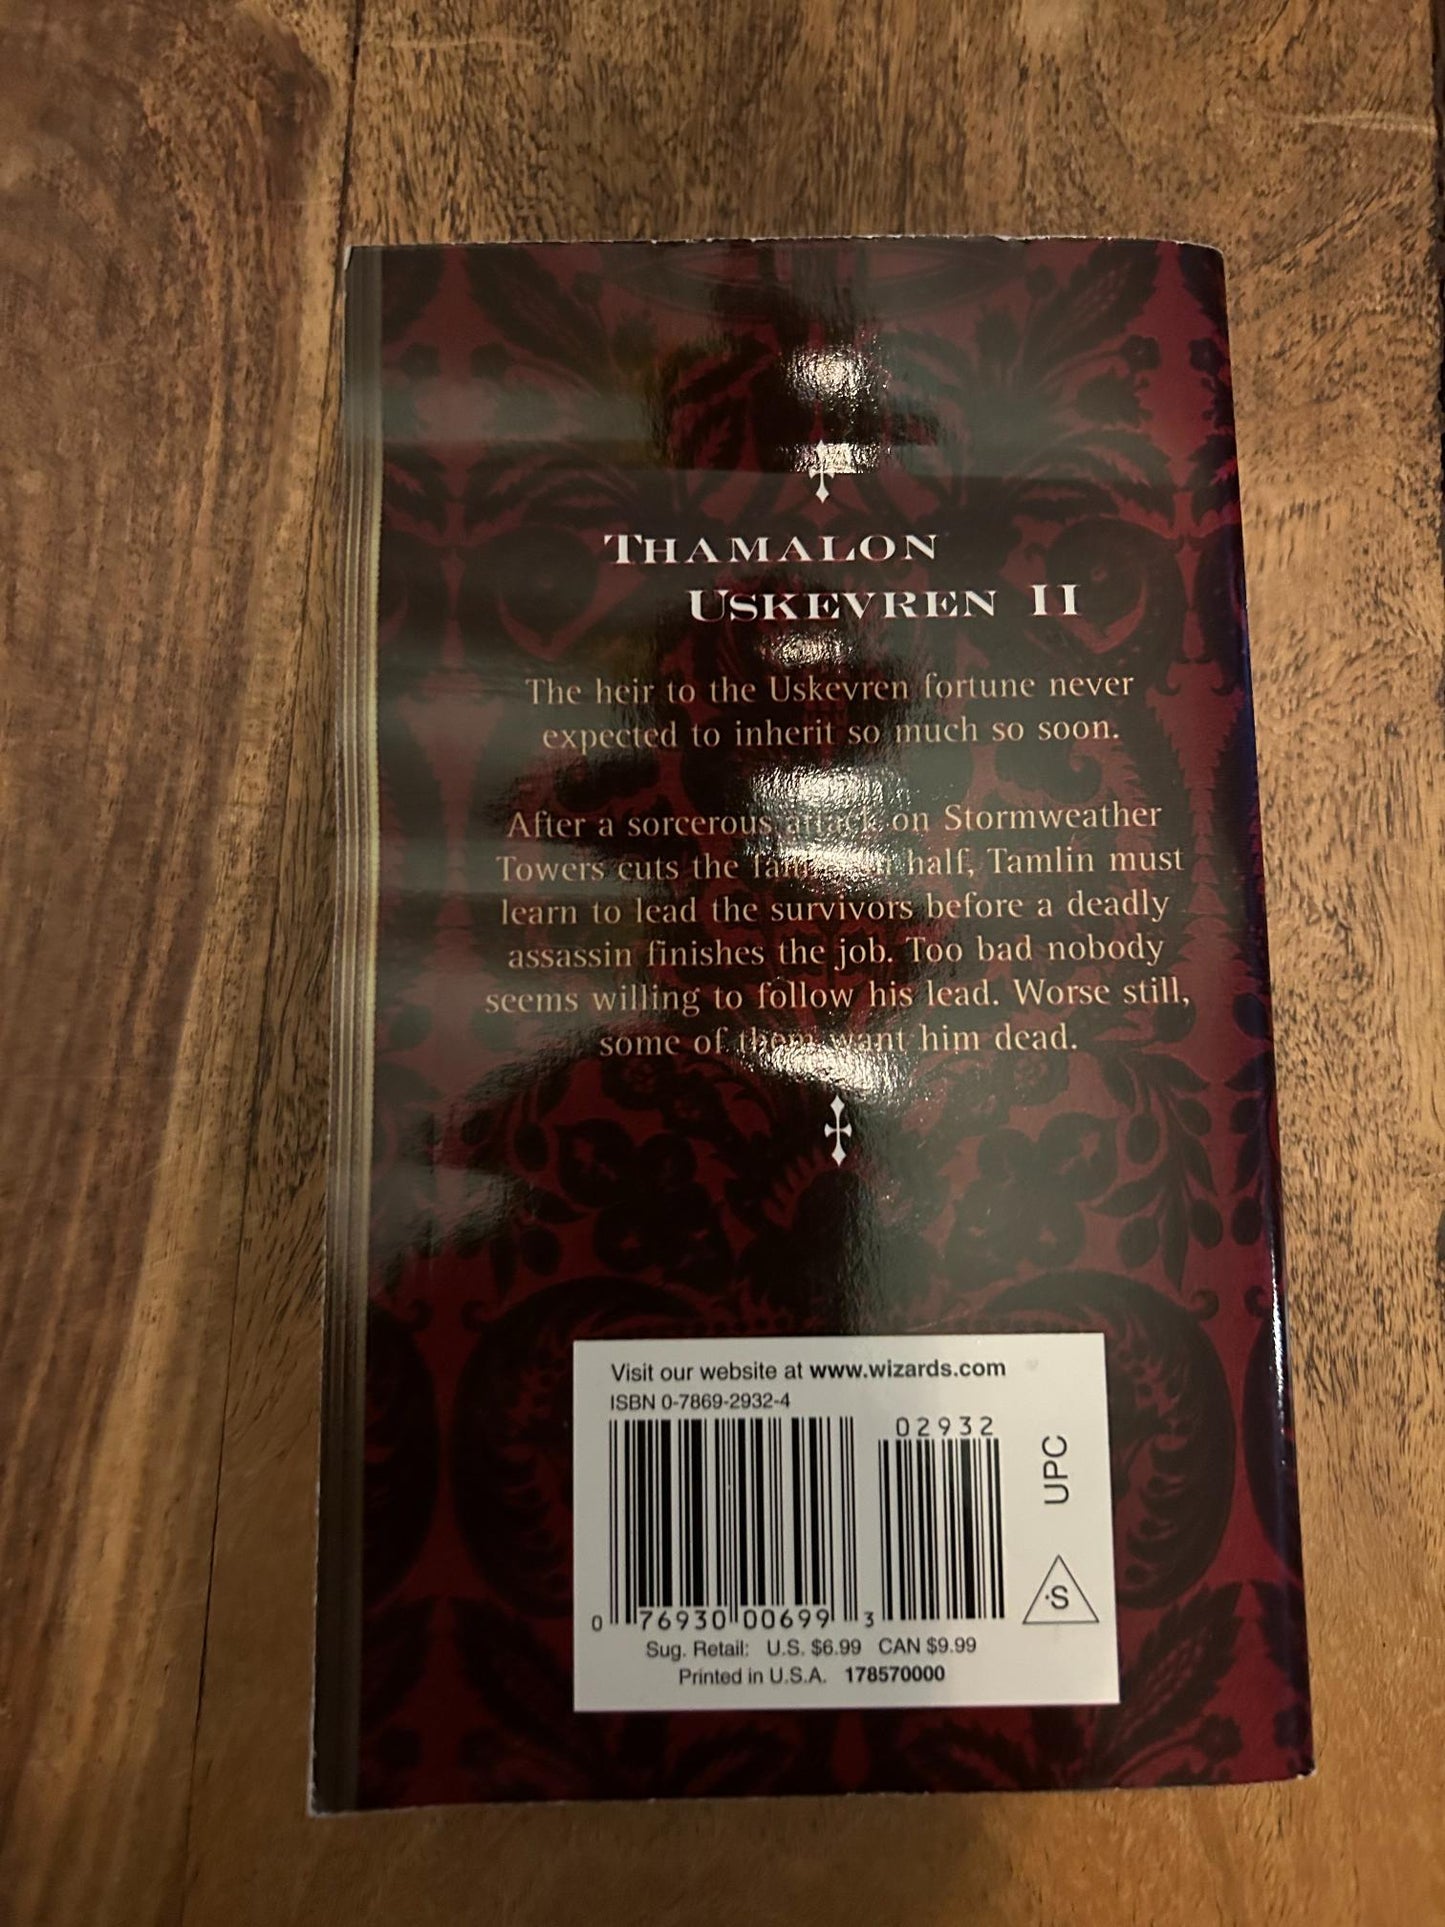 THAMALON
USKEVREN II
The heir to the Uskevren fortune never
expected to inherit so much so soon.
After a sorcerous attack on Stormweather
Towers cuts the family in half, Tamlin must
learn to lead the survivors before a deadly
assassin finishes the job. Too bad nobody
seems willing to follow his lead. Worse still,
some of them want him dead.
Visit our website at www.wizards.com
ISBN 0-7869-2932-4
02932
UPC
0 76930 00699 3
S
Sug. Retail: U.S. $6.99 CAN $9.99
Printed in U.S.A. 178570000